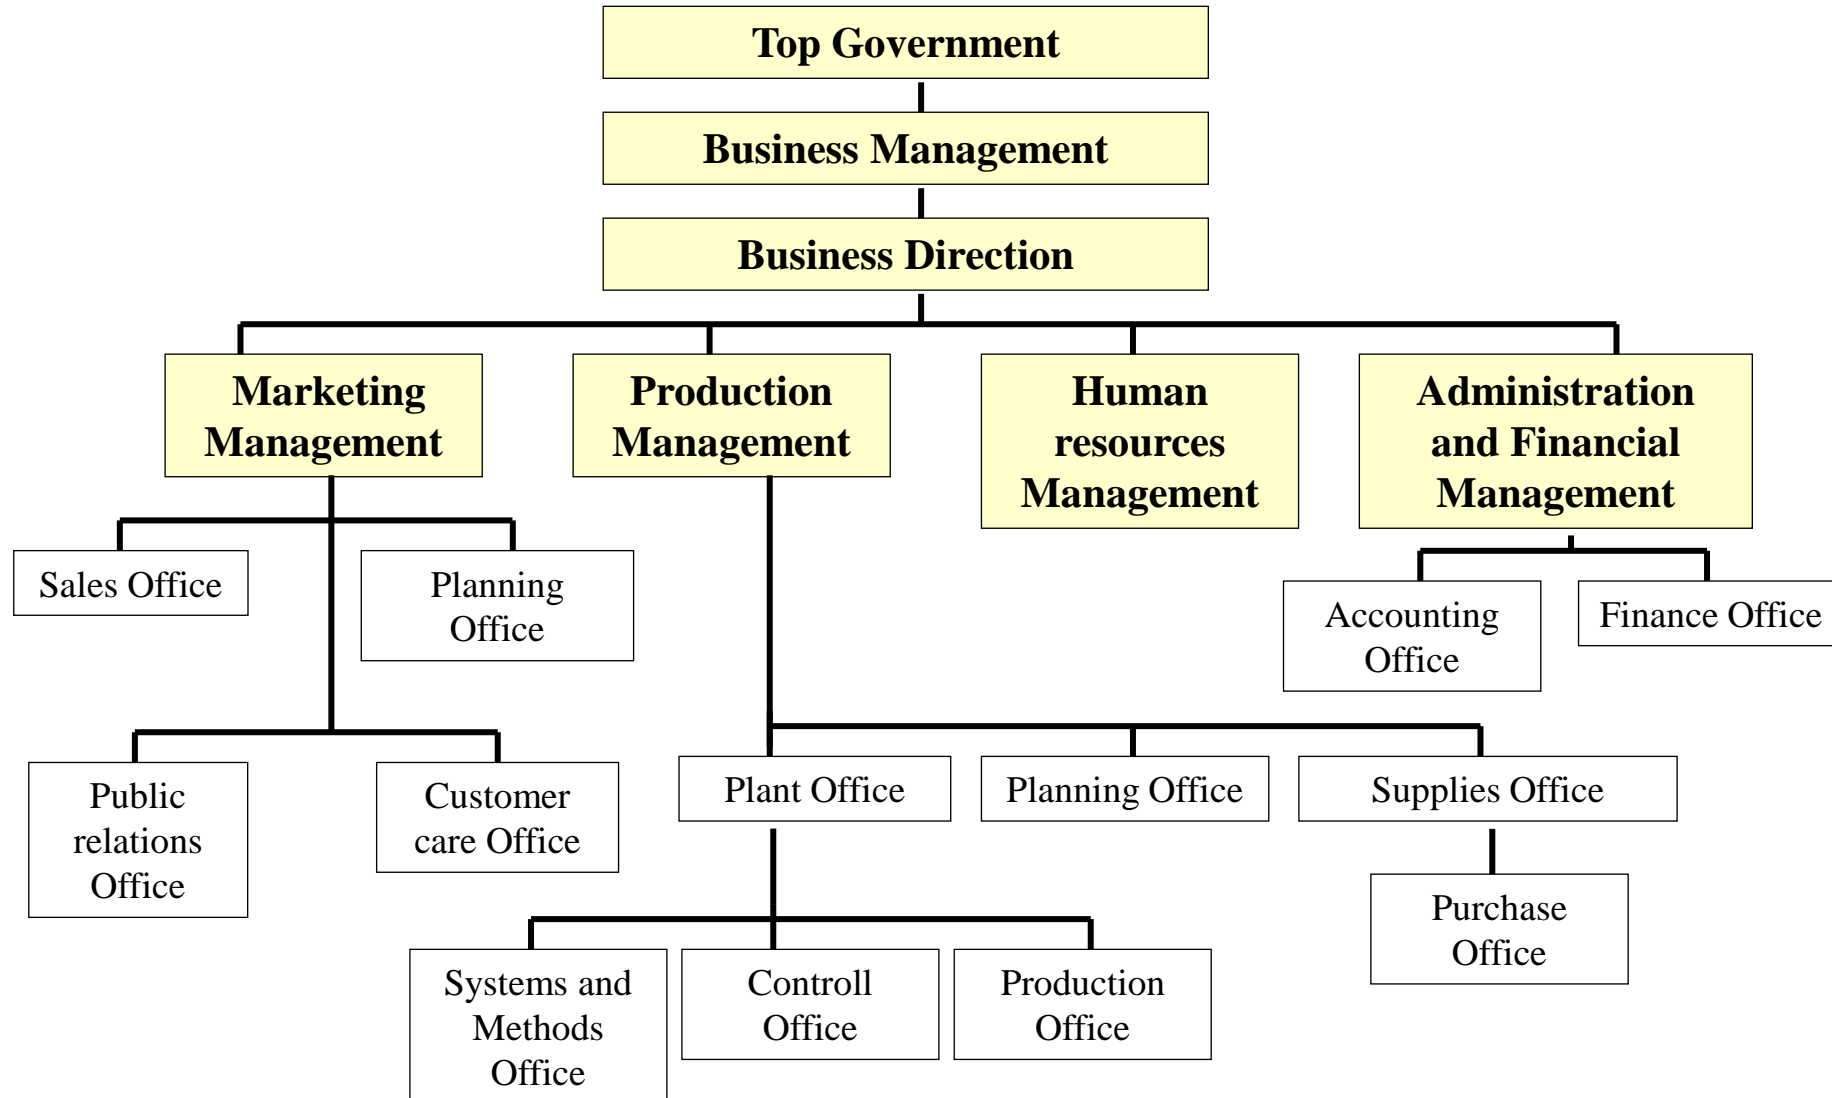 Top Government
Business Management
Business Direction
Marketing
Management
Production
Management
Human
resources
Management
Administration
and Financial
Management
Sales Office
Planning
Office
Accounting
Office
Finance Office
Public
relations
Office
Customer
care Office
Plant Office
Planning Office
Supplies Office
Purchase
Office
Systems and
Methods
Office
Controll
Office
Production
Office